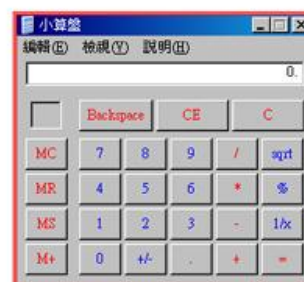 小算盤
編輯(E) 檢視(V) 說明(H)
0.
Backspace CE C
MC 7 8 9 / sqrt
MR 4 5 6 * %
MS 1 2 3 - 1/x
M+ 0 +/- . + =